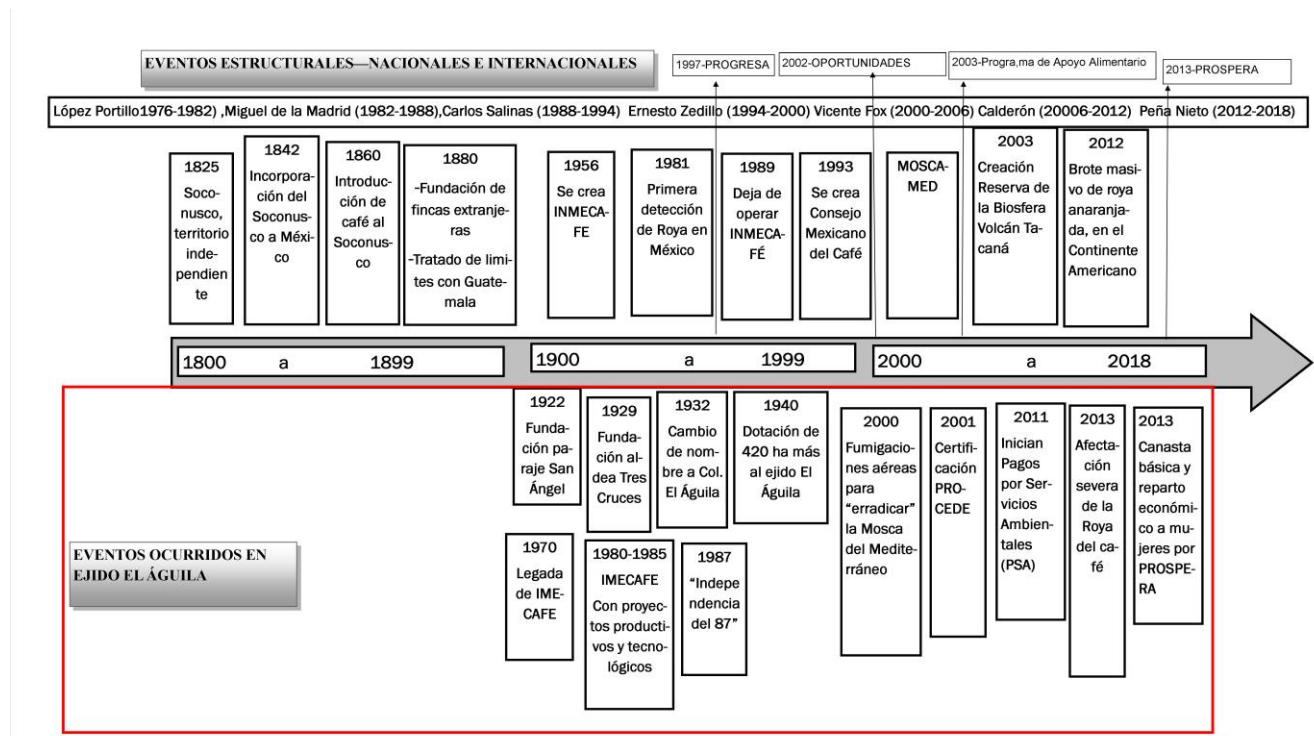 EVENTOS ESTRUCTURALES—NACIONALES E INTERNACIONALES
1997-PROGRESA
2002-OPORTUNIDADES
2003-Progra,ma de Apoyo Alimentario
2013-PROSPERA
López Portillo1976-1982) ,Miguel de la Madrid (1982-1988),Carlos Salinas (1988-1994) Ernesto Zedillo (1994-2000) Vicente Fox (2000-2006) Calderón (20006-2012) Peña Nieto (2012-2018)
1825
Soco-
nusco,
territorio
inde-
pendien
te
1842
Incorpora-
ción del
Soconus-
co a Méxi-
co
1860
Introduc-
ción de
café al
Soconus-
co
1880
-Fundación de
fincas extranje-
ras
-Tratado de limi-
tes con Guate-
mala
1956
Se crea
INMECA-
FE
1981
Primera
detección
de Roya en
México
1989
Deja de
operar
INMECA-
FÉ
1993
Se crea
Consejo
Mexicano
del Café
MOSCA-
MED
2003
Creación
Reserva de
la Biosfera
Volcán Ta-
caná
2012
Brote masi-
vo de roya
anaranja-
da, en el
Continente
Americano
1800 a 1899
1900 a 1999
2000 a 2018
1922
Funda-
ción pa-
raje San
Ángel
1929
Funda-
ción al-
dea Tres
Cruces
1932
Cambio
de nom-
bre a Col.
El Águila
1940
Dotación de
420 ha más
al ejido El
Águila
2000
Fumigacio-
nes aéreas
para
“erradicar”
la Mosca
del Medite-
rráneo
2001
Certifi-
cación
PRO-
CEDE
2011
Inician
Pagos
por Ser-
vicios
Ambien-
tales
(PSA)
2013
Afecta-
ción
severa
de la
Roya
del ca-
fé
2013
Canasta
básica y
reparto
económi-
co a mu-
jeres por
PROSPE-
RA
EVENTOS OCURRIDOS EN
EJIDO EL ÁGUILA
1970
Legada
de IME-
CAFE
1980-1985
IMECAFE
Con proyec-
tos producti-
vos y tecno-
lógicos
1987
“Indepe
ndencia
del 87”